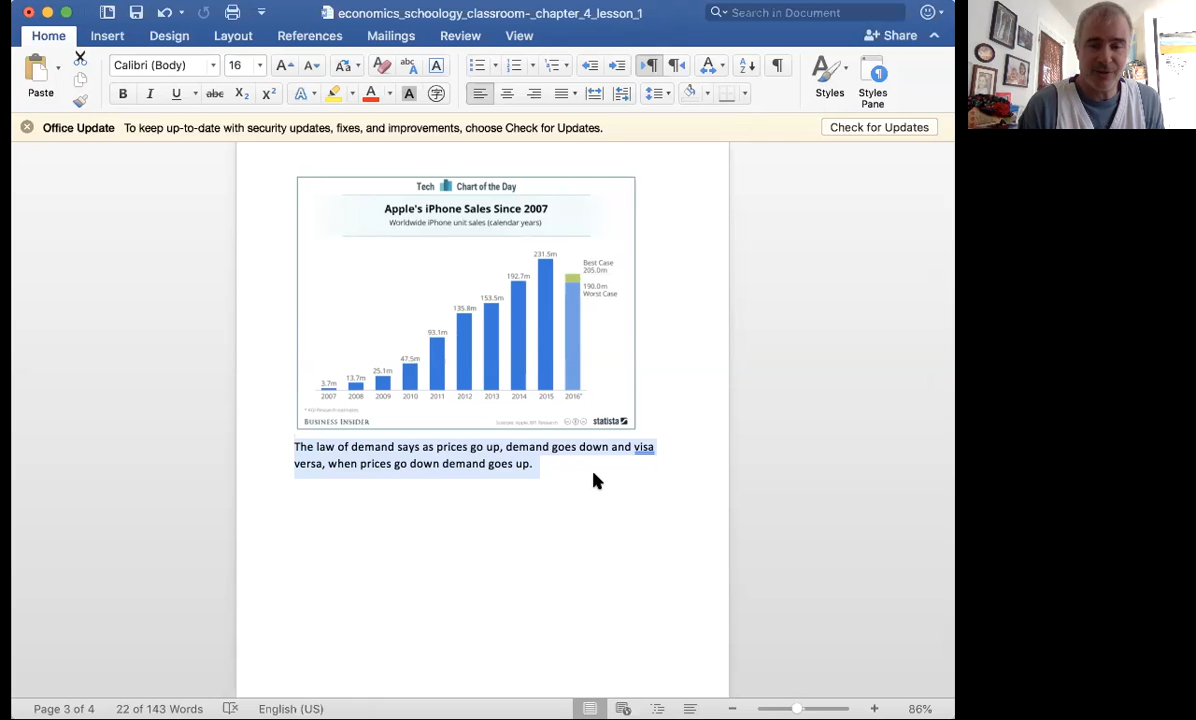 economics_schoology_classroom-_chapter_4_lesson_1
Search in Document
Home Insert Design Layout References Mailings Review View
Share
Paste
Calibri (Body) 16
Styles Styles Pane
Office Update To keep up-to-date with security updates, fixes, and improvements, choose Check for Updates.
Check for Updates
Tech Chart of the Day
Apple's iPhone Sales Since 2007
Worldwide iPhone unit sales (calendar years)
3.7m 13.7m 25.1m 47.5m 93.1m 135.8m 153.5m 192.7m 231.5m
Best Case
205.0m
190.0m
Worst Case
2007 2008 2009 2010 2011 2012 2013 2014 2015 2016*
BUSINESS INSIDER
statista
The law of demand says as prices go up, demand goes down and visa
versa, when prices go down demand goes up.
Page 3 of 4 22 of 143 Words English (US) 86%